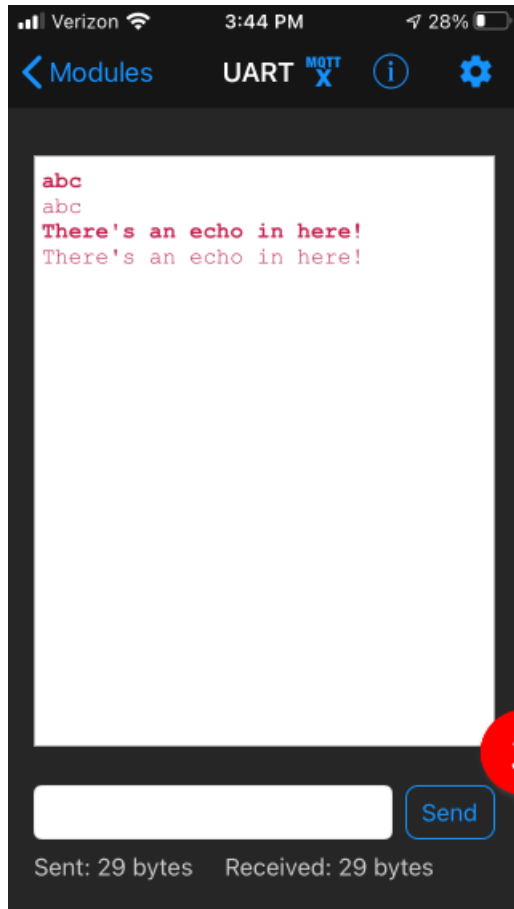 Verizon 3:44 PM 28%
Modules UART MQTT X i
abc
abc
There's an echo in here!
There's an echo in here!
Send
Sent: 29 bytes Received: 29 bytes